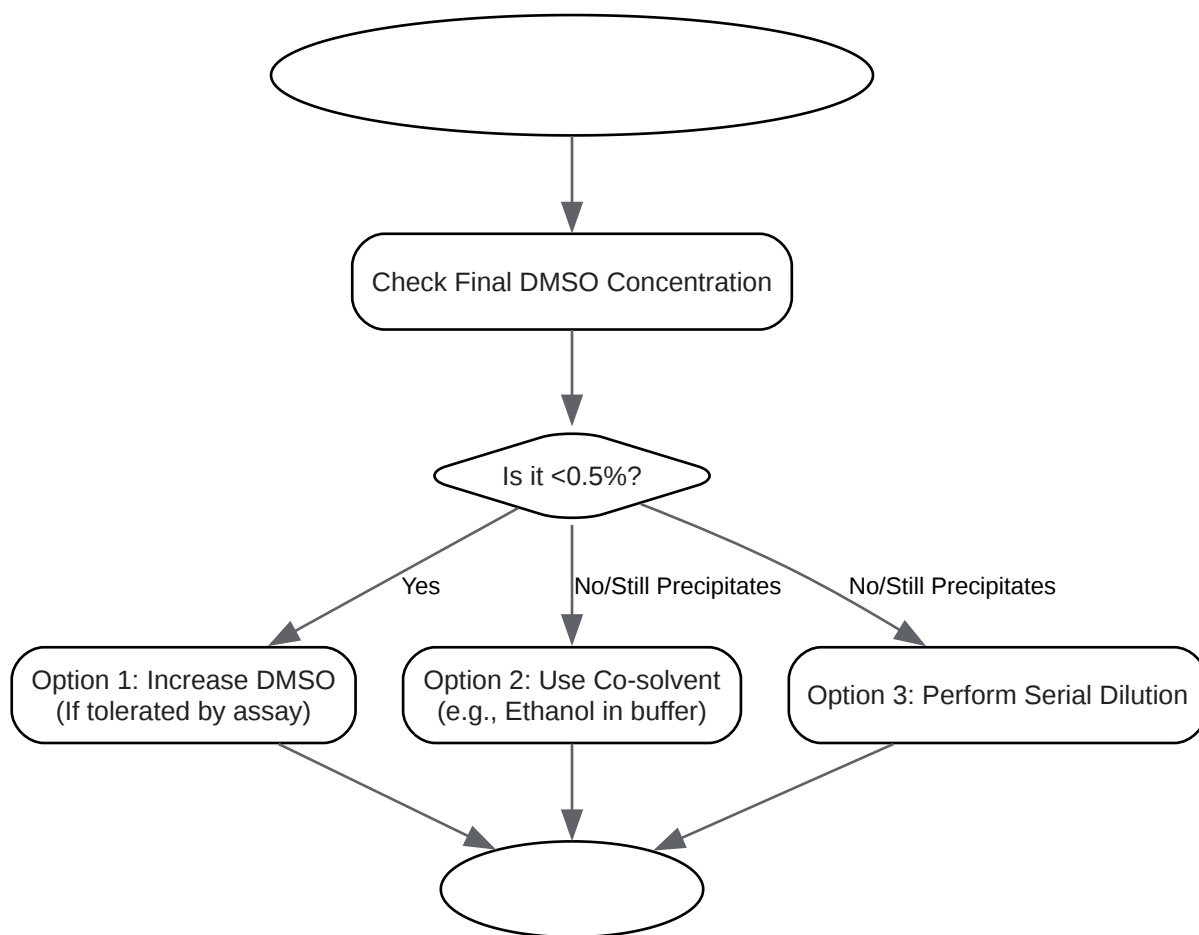 Check Final DMSO Concentration
Is it <0.5%?
Yes
No/Still Precipitates
No/Still Precipitates
Option 1: Increase DMSO
(If tolerated by assay)
Option 2: Use Co-solvent
(e.g., Ethanol in buffer)
Option 3: Perform Serial Dilution